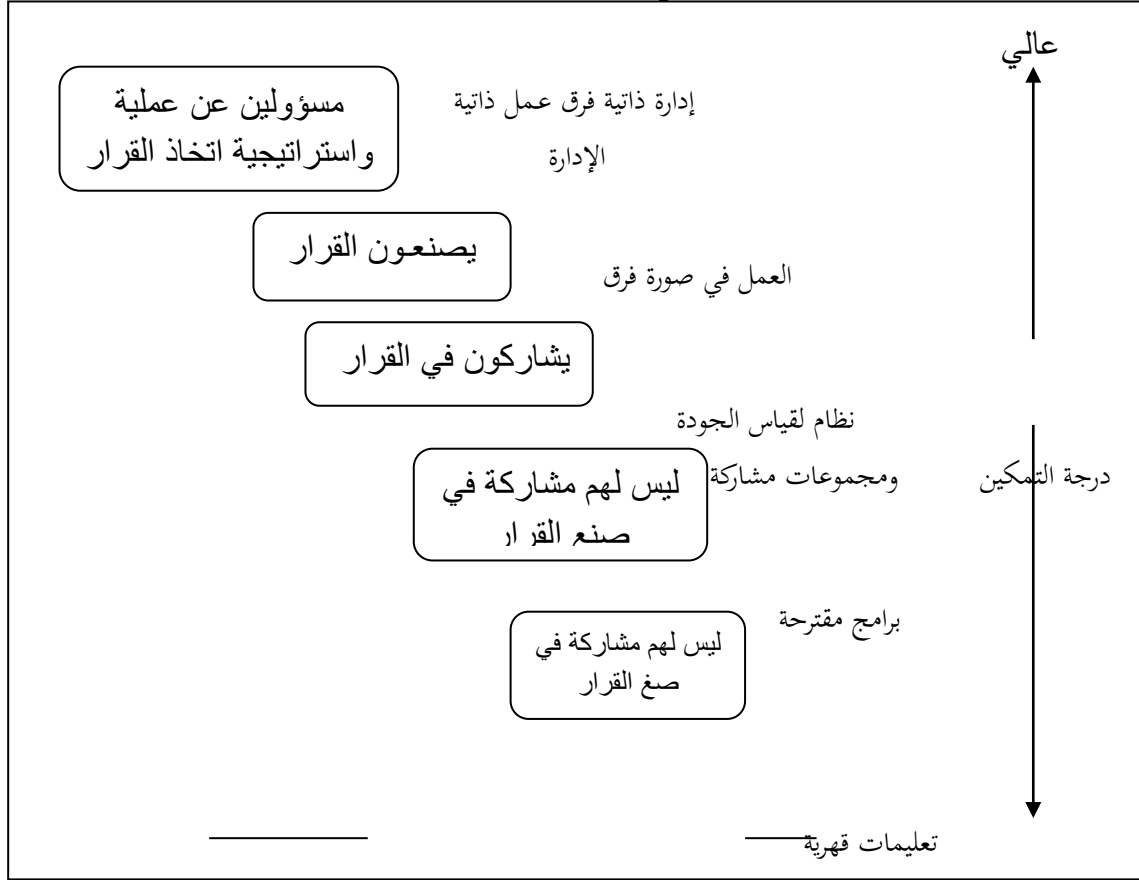 عالي
مسؤولين عن عملية
واستراتيجية اتخاذ القرار
إدارة ذاتية فرق عمل ذاتية
الإدارة
يصنعون القرار
العمل في صورة فرق
يشاركون في القرار
نظام لقياس الجودة
ومجموعات مشاركة
درجة التمكين
ليس لهم مشاركة في
صنع القرار
برامج مقترحة
ليس لهم مشاركة في
صغ القرار
تعليمات قهرية